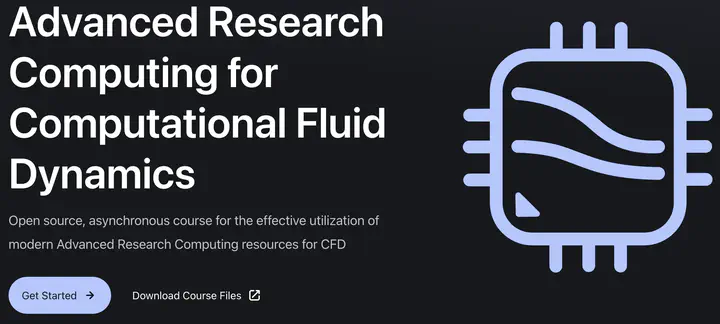 Advanced Research
Computing for
Computational Fluid
Dynamics
Open source, asynchronous course for the effective utilization of
modern Advanced Research Computing resources for CFD
Get Started
Download Course Files